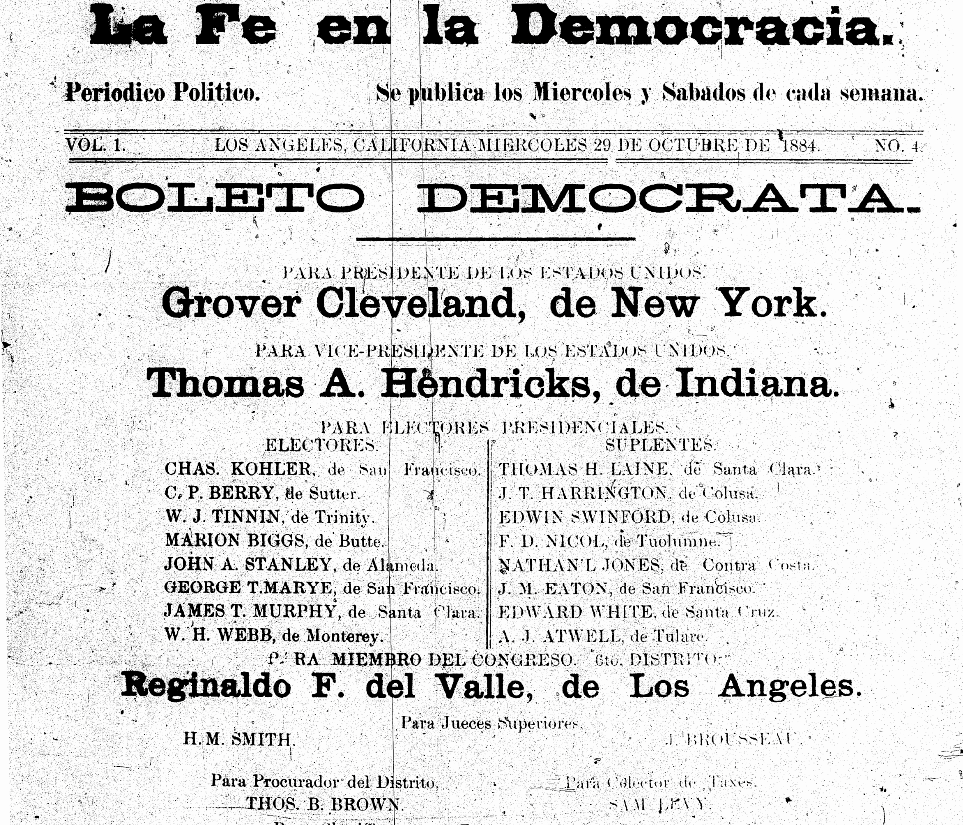 La Fe en la Democracia.
Periodico Politico. Se publica los Miercoles y Sabados de cada semana.
VOL. 1. LOS ANGELES, CALIFORNIA MIERCOLES 29 DE OCTUBRE DE 1884. NO. 4.
BOLETO DEMOCRATA.
PARA PRESIDENTE DE LOS ESTADOS UNIDOS.
Grover Cleveland, de New York.
PARA VICE-PRESIDENTE DE LOS ESTADOS UNIDOS.
Thomas A. Hendricks, de Indiana.
PARA ELECTORES PRESIDENCIALES.
ELECTORES.
CHAS. KOHLER, de San Francisco.
C. P. BERRY, de Sutter.
W. J. TINNIN, de Trinity.
MARION BIGGS, de Butte.
JOHN A. STANLEY, de Alameda.
GEORGE T. MARYE, de San Francisco.
JAMES T. MURPHY, de Santa Clara.
W. H. WEBB, de Monterey.
SUPLENTES.
THOMAS H. LAINE, de Santa Clara.
J. T. HARRINGTON, de Colusa.
EDWIN SWINFORD, de Colusa.
F. D. NICOL, de Tuolumne.
NATHAN'L JONES, de Contra Costa.
J. M. EATON, de San Francisco.
EDWARD WHITE, de Santa Cruz.
A. J. ATWELL, de Tulare.
PARA MIEMBRO DEL CONGRESO. 6to. DISTRITO.
Reginaldo F. del Valle, de Los Angeles.
Para Jueces Superiores.
H. M. SMITH. J. BROUSSEAU.
Para Procurador del Distrito, Para Colector de Taxes.
THOS. B. BROWN. SAM LEVY.